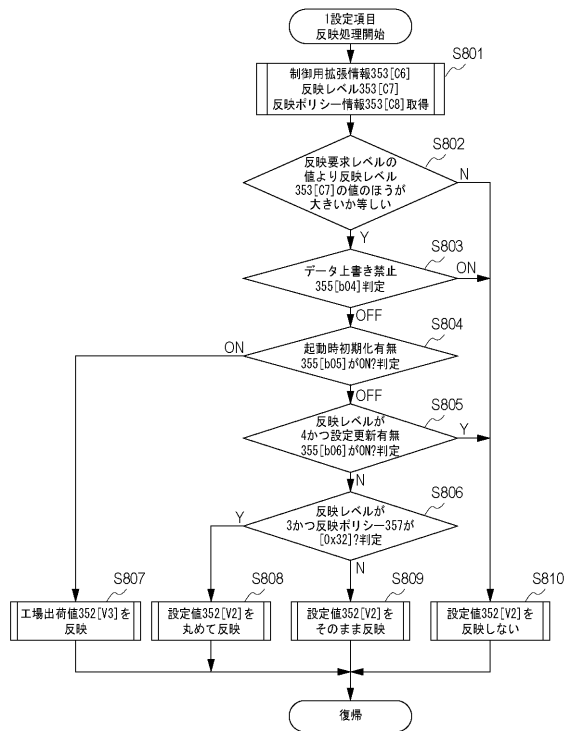 1設定項目
反映処理開始
S801
制御用拡張情報353[C6]
反映レベル353[C7]
反映ポリシー情報353[C8]取得
S802
反映要求レベルの
値より反映レベル
353[C7]の値のほうが
大きいか等しい
N
Y
S803
データ上書き禁止
355[b04]判定
ON
OFF
S804
起動時初期化有無
355[b05]がON?判定
ON
OFF
S805
反映レベルが
4かつ設定更新有無
355[b06]がON?判定
Y
N
S806
反映レベルが
3かつ反映ポリシー357が
[0x32]?判定
Y
N
S807
工場出荷値352[V3]を
反映
S808
設定値352[V2]を
丸めて反映
S809
設定値352[V2]を
そのまま反映
S810
設定値352[V2]を
反映しない
復帰